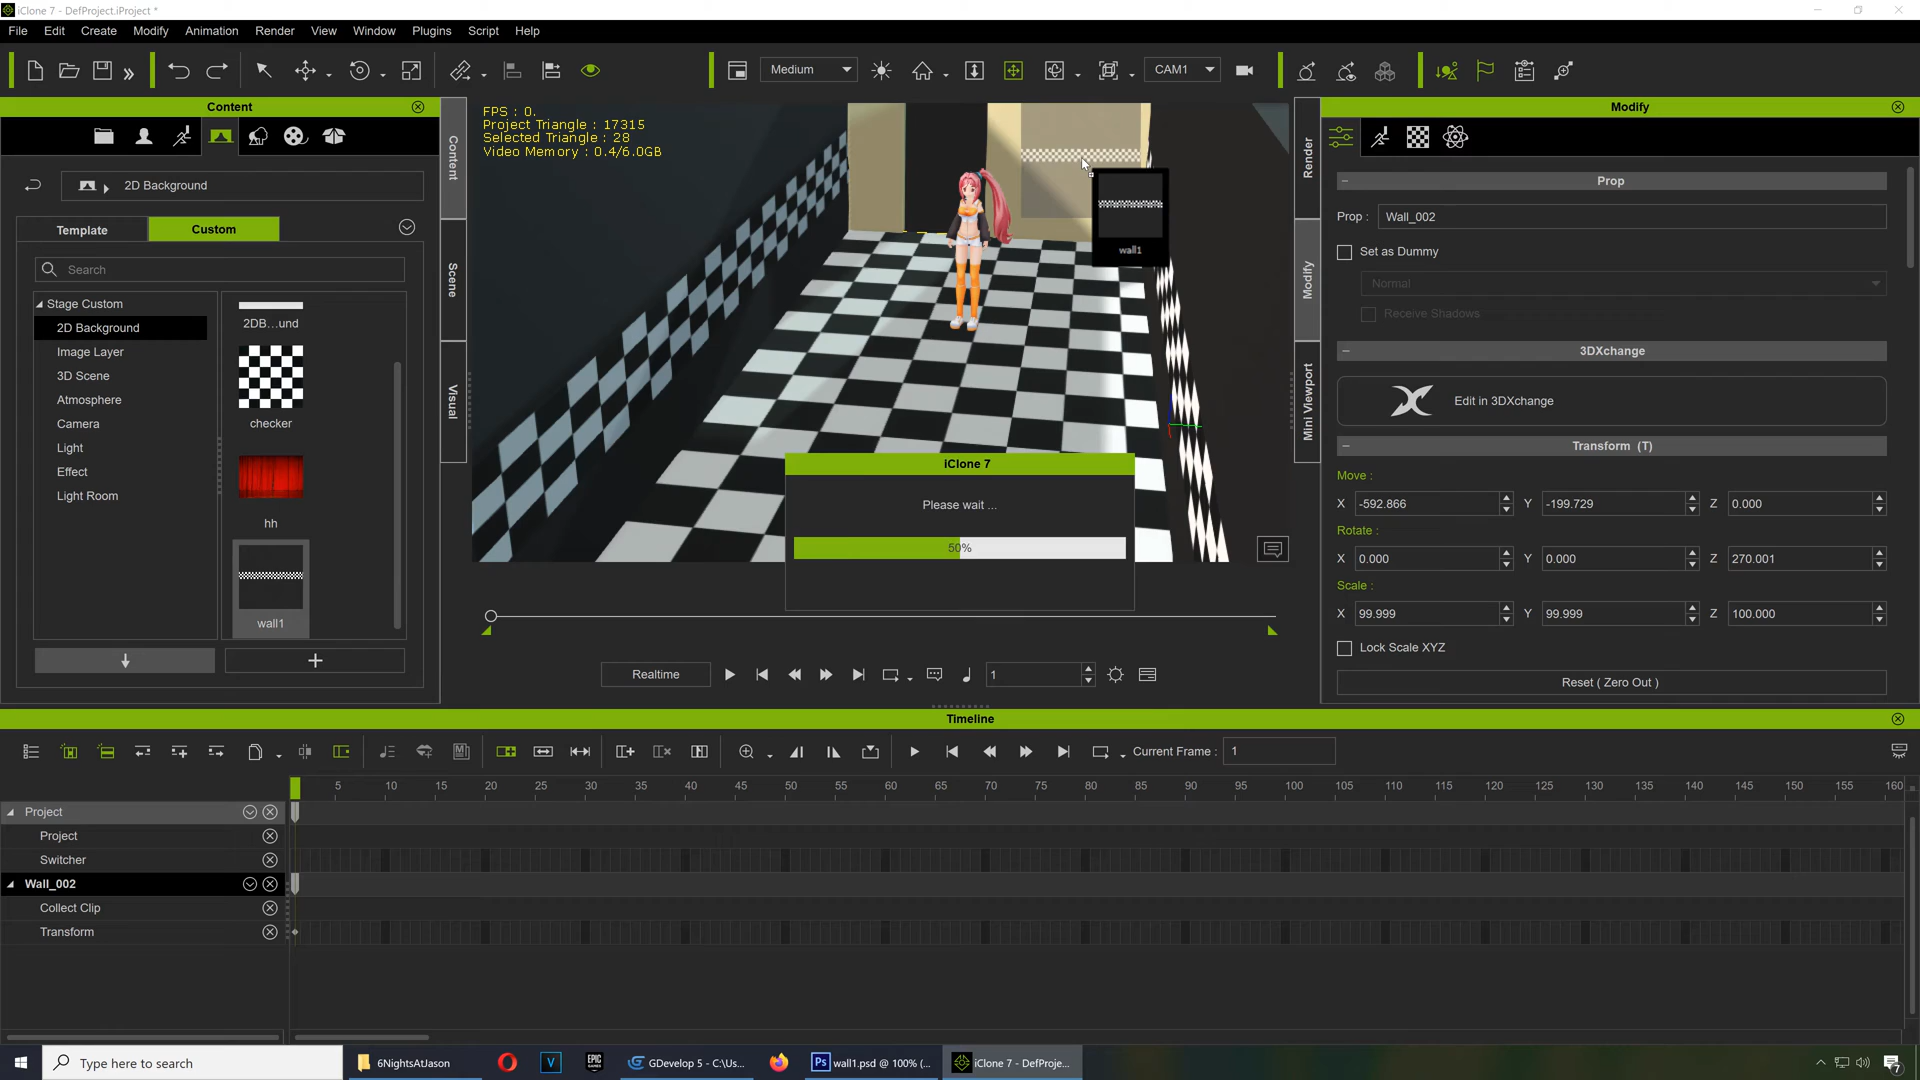 iClone 7 - DefProject.iProject *
File Edit Create Modify Animation Render View Window Plugins Script Help
Medium
CAM1
Content
Modify
2D Background
Template
Custom
Search
Stage Custom
2D Background
Image Layer
3D Scene
Atmosphere
Camera
Light
Effect
Light Room
2DB...und
checker
hh
wall1
Content
Scene
Visual
FPS : 0.
Project Triangle : 17315
Selected Triangle : 28
Video Memory : 0.4/6.0GB
wall1
iClone 7
Please wait ...
50%
Render
Modify
Mini Viewport
Prop
Prop : Wall_002
Set as Dummy
Normal
Receive Shadows
3DXchange
Edit in 3DXchange
Transform (T)
Move :
X -592.866 Y -199.729 Z 0.000
Rotate :
X 0.000 Y 0.000 Z 270.001
Scale :
X 99.999 Y 99.999 Z 100.000
Lock Scale XYZ
Reset ( Zero Out )
Realtime
1
Timeline
Current Frame : 1
5 10 15 20 25 30 35 40 45 50 55 60 65 70 75 80 85 90 95 100 105 110 115 120 125 130 135 140 145 150 155 160
Project
Project
Switcher
Wall_002
Collect Clip
Transform
Type here to search
6NightsAtJason
V
EPIC GAMES
GDevelop 5 - C:\Us...
Ps
wall1.psd @ 100% (...
iClone 7 - DefProje...
7